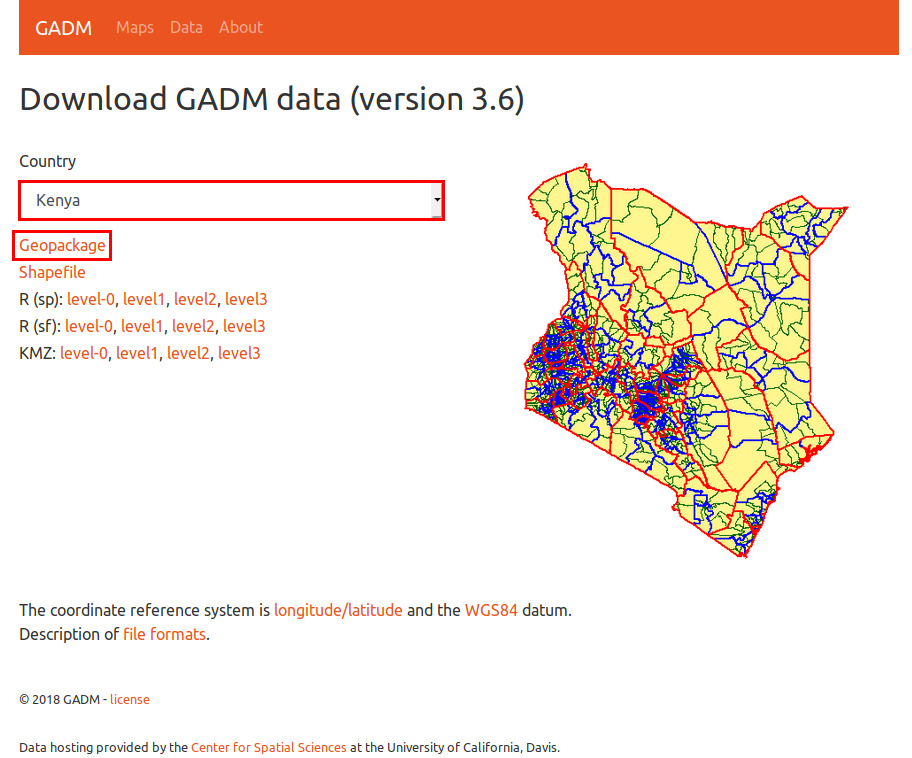 GADM Maps Data About
Download GADM data (version 3.6)
Country
Kenya
Geopackage
Shapefile
R (sp): level-0, level1, level2, level3
R (sf): level-0, level1, level2, level3
KMZ: level-0, level1, level2, level3
The coordinate reference system is longitude/latitude and the WGS84 datum.
Description of file formats.
© 2018 GADM - license
Data hosting provided by the Center for Spatial Sciences at the University of California, Davis.